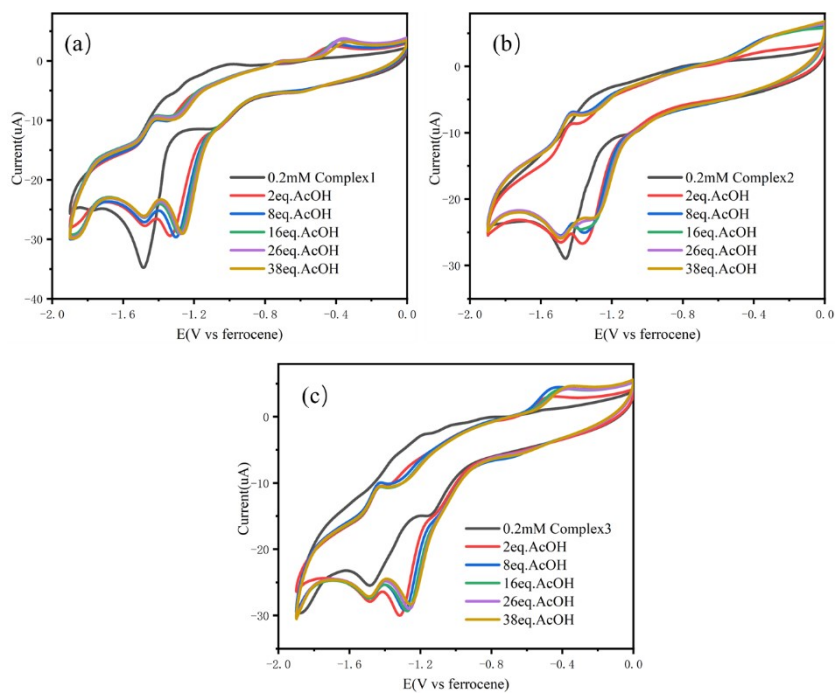 (a)
Current(uA)
0
-10
-20
-30
-40
0.2mM Complex1
2eq.AcOH
8eq.AcOH
16eq.AcOH
26eq.AcOH
38eq.AcOH
-2.0 -1.6 -1.2 -0.8 -0.4 0.0
E(V vs ferrocene)
(b)
Current(uA)
0
-10
-20
-30
0.2mM Complex2
2eq.AcOH
8eq.AcOH
16eq.AcOH
26eq.AcOH
38eq.AcOH
-2.0 -1.6 -1.2 -0.8 -0.4 0.0
E(V vs ferrocene)
(c)
Current(uA)
0
-10
-20
-30
0.2mM Complex3
2eq.AcOH
8eq.AcOH
16eq.AcOH
26eq.AcOH
38eq.AcOH
-2.0 -1.6 -1.2 -0.8 -0.4 0.0
E(V vs ferrocene)